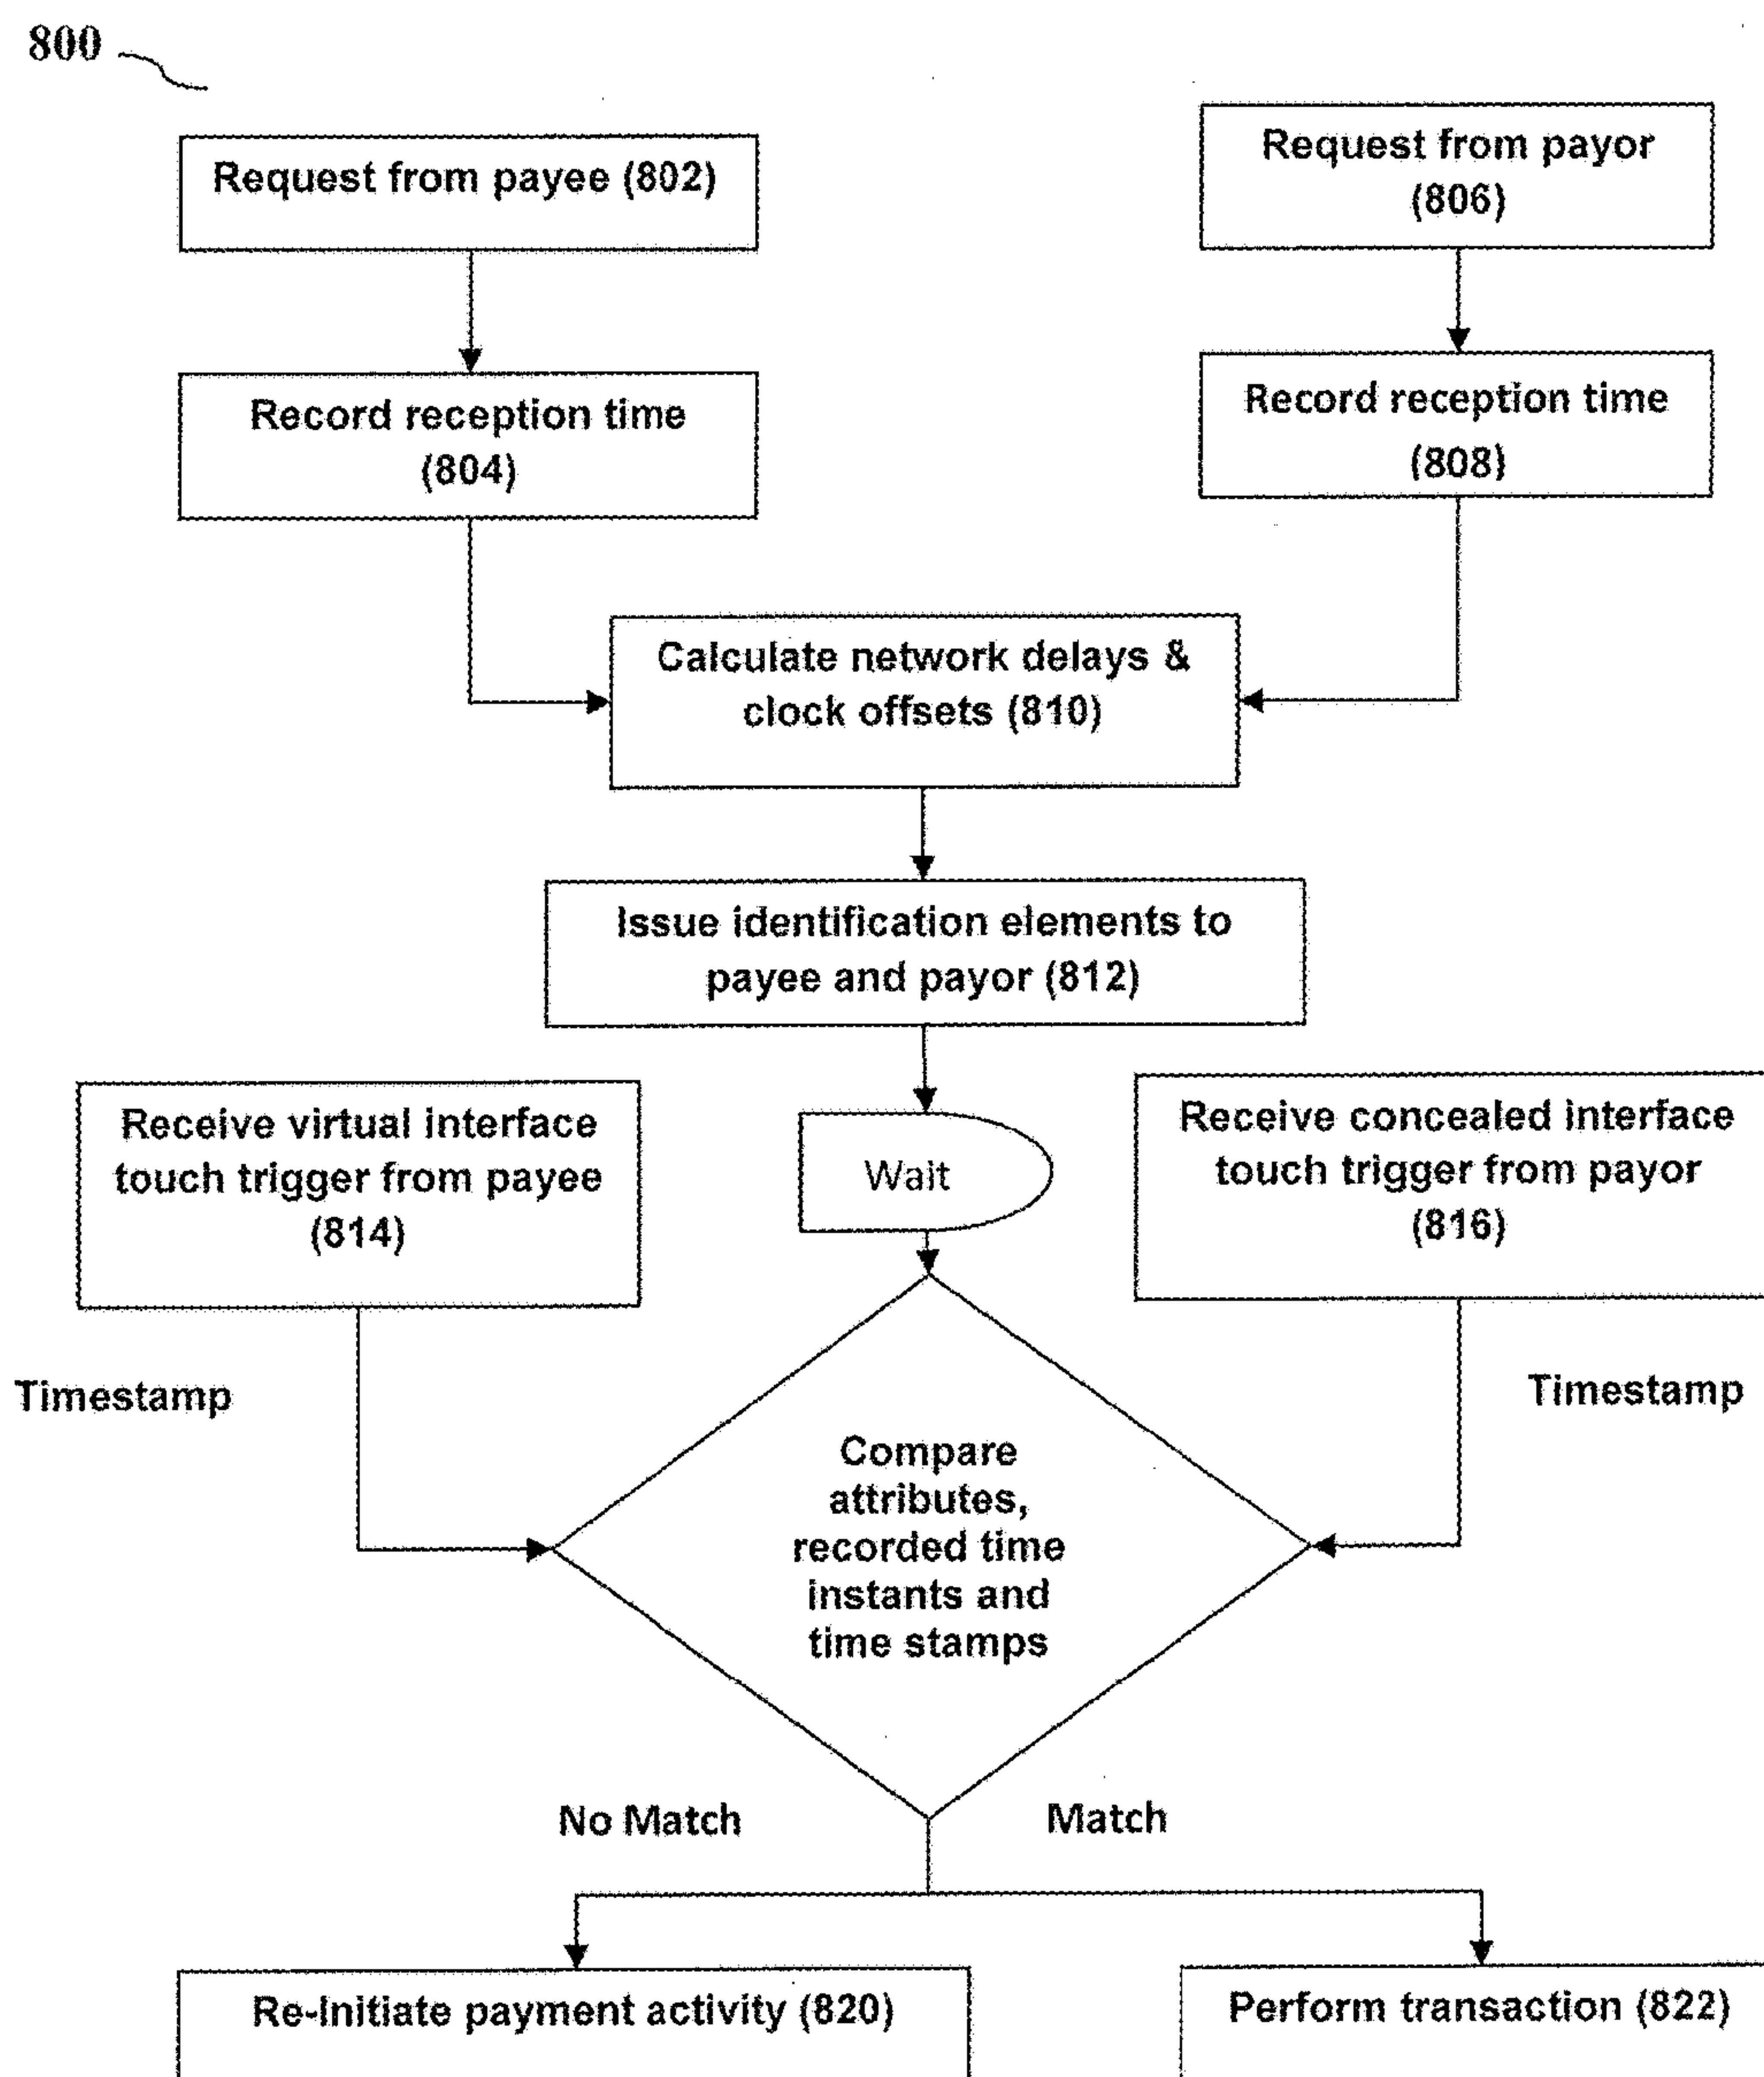 800
Request from payee (802)
Request from payor
(806)
Record reception time
(804)
Record reception time
(808)
Calculate network delays &
clock offsets (810)
Issue identification elements to
payee and payor (812)
Receive virtual interface
touch trigger from payee
(814)
Wait
Receive concealed interface
touch trigger from payor
(816)
Timestamp
Timestamp
Compare
attributes,
recorded time
instants and
time stamps
No Match
Match
Re-Initiate payment activity (820)
Perform transaction (822)